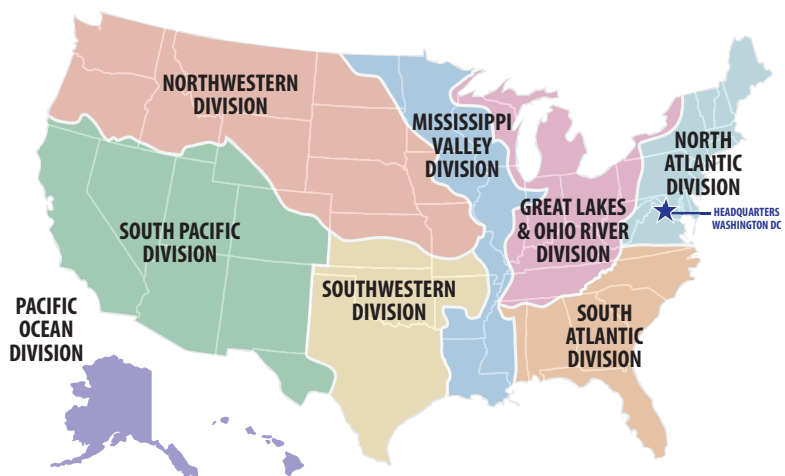 NORTHWESTERN
DIVISION
MISSISSIPPI
VALLEY
DIVISION
NORTH
ATLANTIC
DIVISION
HEADQUARTERS
WASHINGTON DC
SOUTH PACIFIC
DIVISION
GREAT LAKES
& OHIO RIVER
DIVISION
SOUTHWESTERN
DIVISION
PACIFIC
OCEAN
DIVISION
SOUTH
ATLANTIC
DIVISION